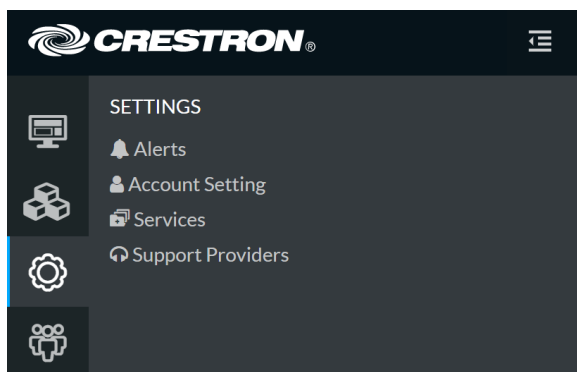 CRESTRON®
SETTINGS
Alerts
Account Setting
Services
Support Providers